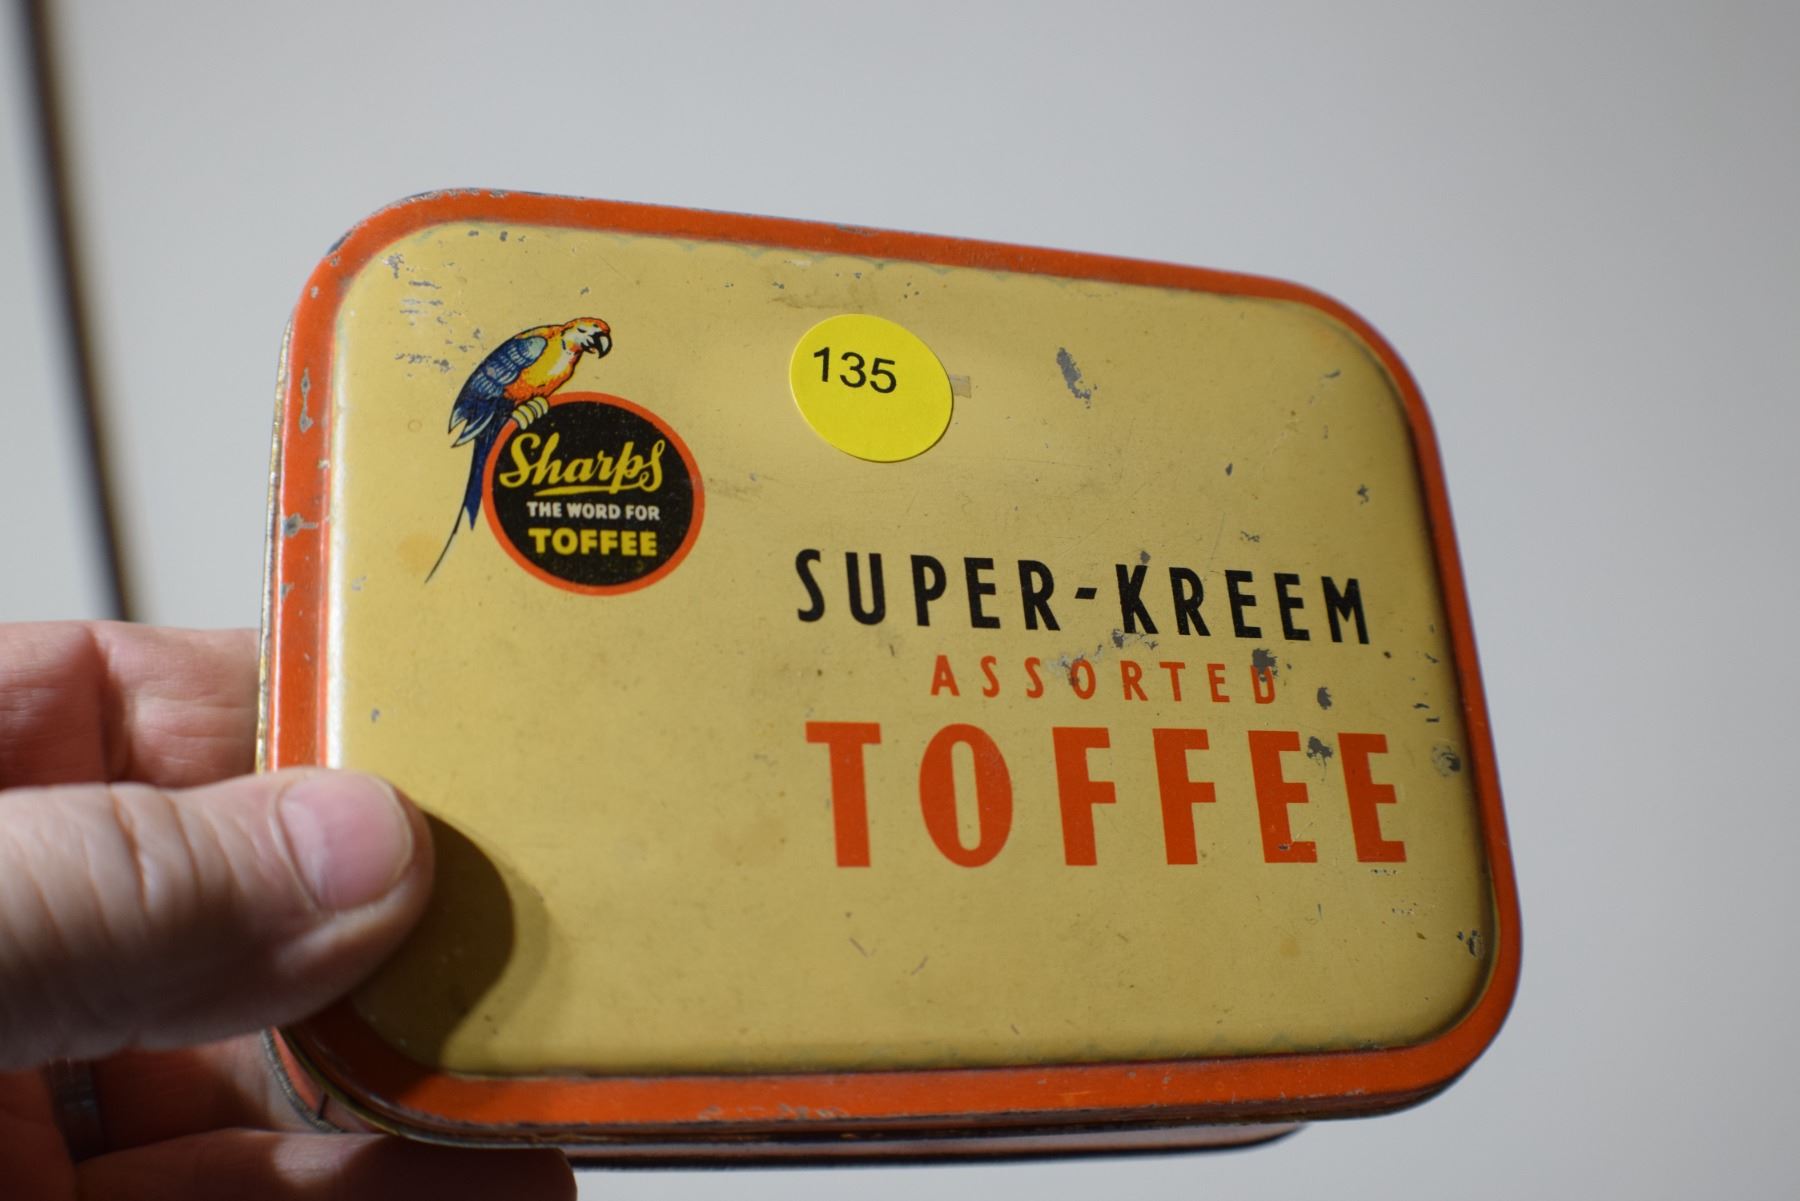 135
Sharps
THE WORD FOR
TOFFEE
SUPER-KREEM
ASSORTED
TOFFEE